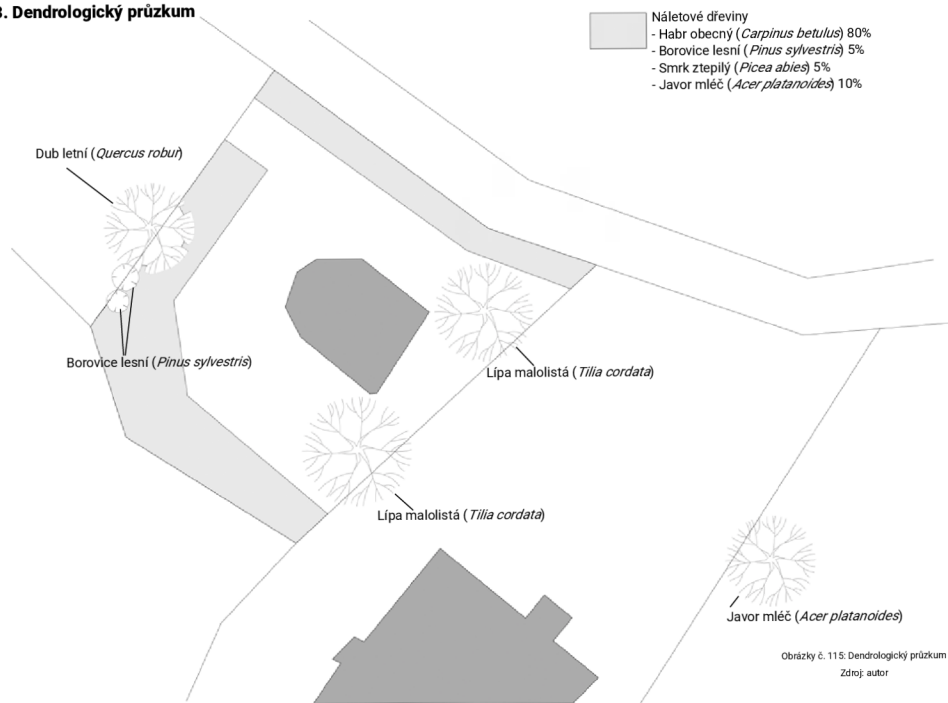 3. Dendrologický průzkum
Náletové dřeviny
- Habr obecný (Carpinus betulus) 80%
- Borovice lesní (Pinus sylvestris) 5%
- Smrk ztepilý (Picea abies) 5%
- Javor mléč (Acer platanoides) 10%
Dub letní (Quercus robur)
Borovice lesní (Pinus sylvestris)
Lípa malolistá (Tilia cordata)
Lípa malolistá (Tilia cordata)
Javor mléč (Acer platanoides)
Obrázky č. 115: Dendrologický průzkum
Zdroj: autor